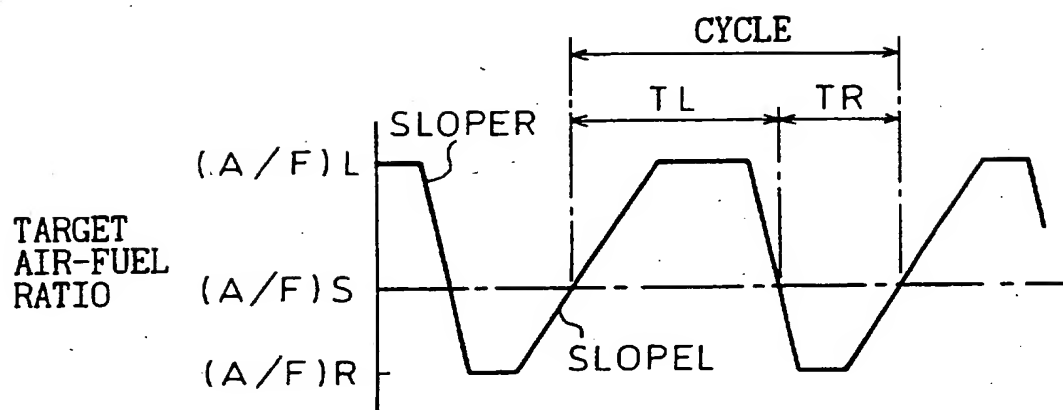 CYCLE
TL TR
SLOPER
(A/F)L
TARGET
AIR-FUEL
RATIO
(A/F)S
SLOPEL
(A/F)R